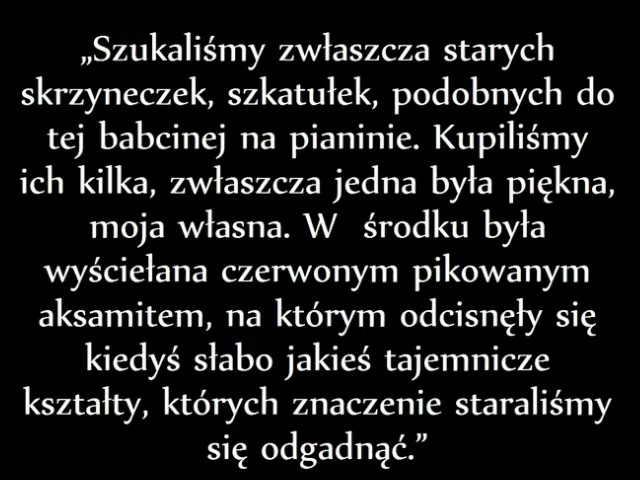 „Szukaliśmy zwłaszcza starych
skrzyneczek, szkatułek, podobnych do
tej babcinej na pianinie. Kupiliśmy
ich kilka, zwłaszcza jedna była piękna,
moja własna. W  środku była
wyściełana czerwonym pikowanym
aksamitem, na którym odcisnęły się
kiedyś słabo jakieś tajemnicze
kształty, których znaczenie staraliśmy
się odgadnąć.”